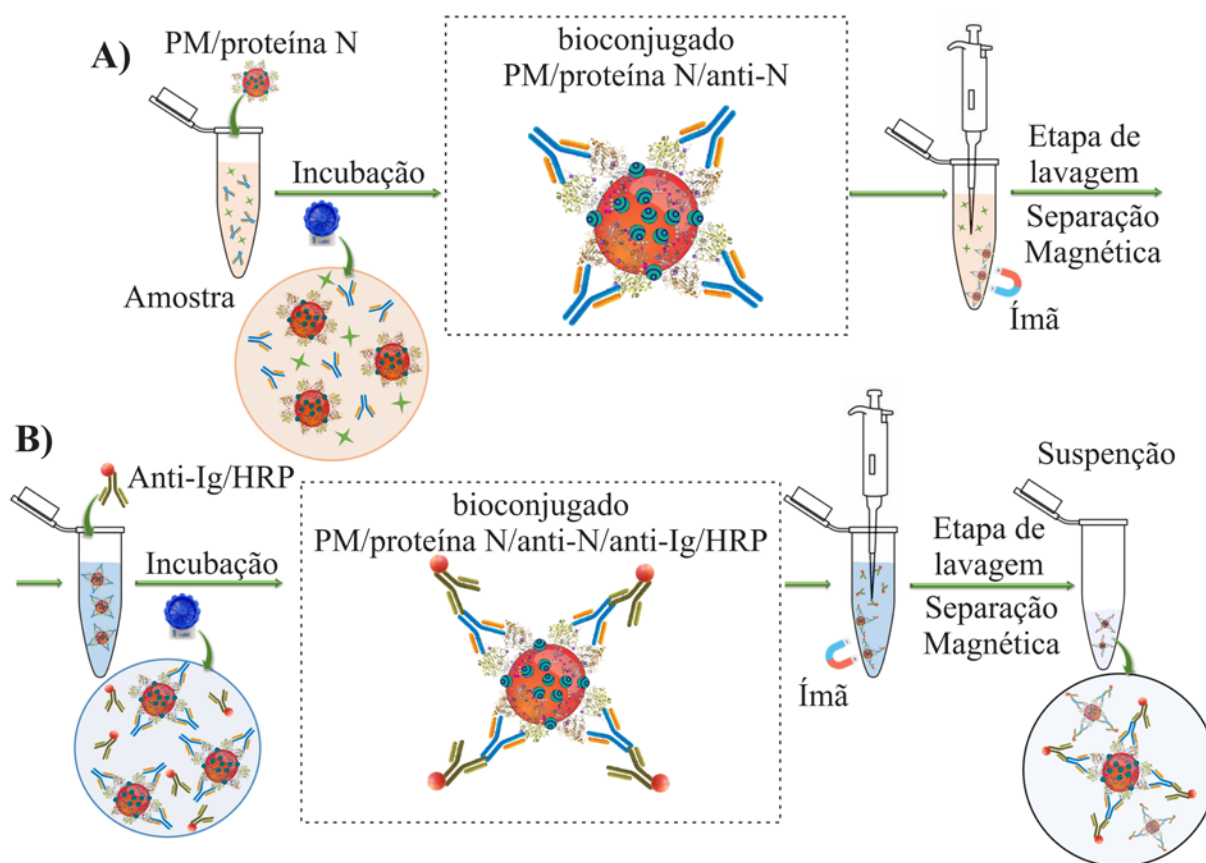 A)
PM/proteína N
Amostra
Incubação
bioconjugado
PM/proteína N/anti-N
Etapa de
lavagem
Separação
Magnética
Ímã
B)
Anti-Ig/HRP
Incubação
bioconjugado
PM/proteína N/anti-N/anti-Ig/HRP
Ímã
Etapa de
lavagem
Separação
Magnética
Suspenção